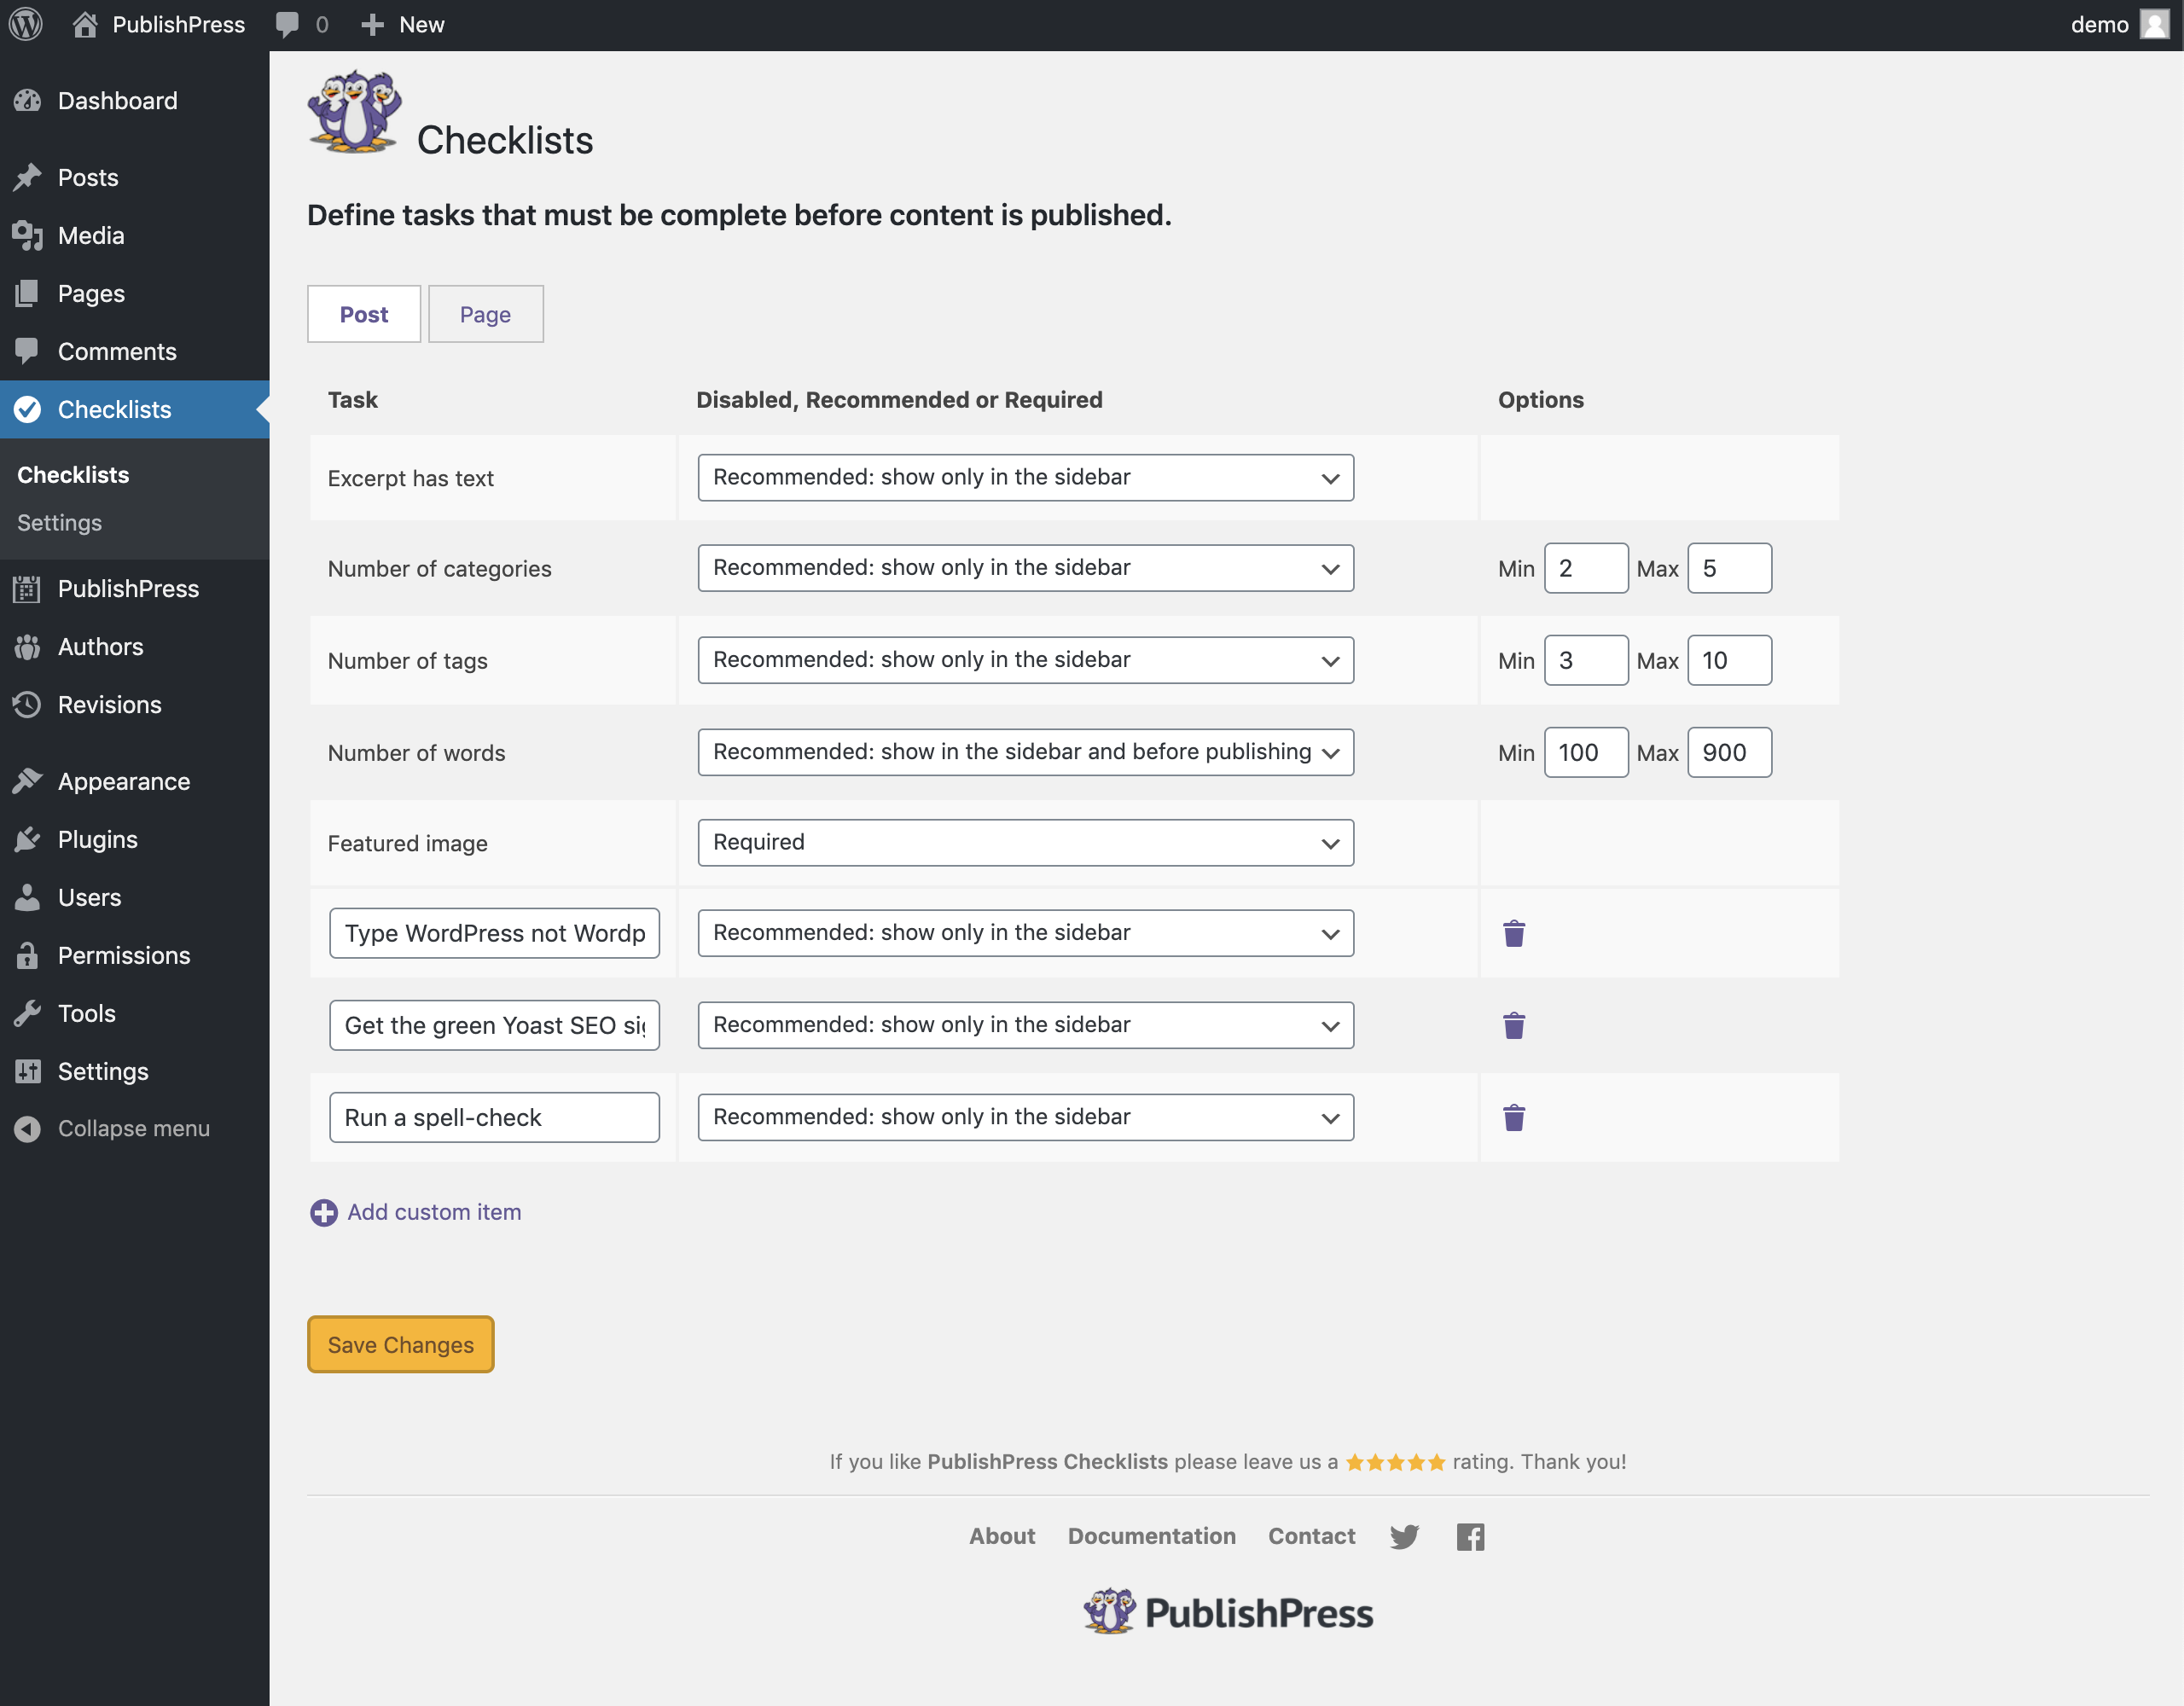 PublishPress 0 New demo
Dashboard
Posts
Media
Pages
Comments
Checklists
Checklists
Settings
PublishPress
Authors
Revisions
Appearance
Plugins
Users
Permissions
Tools
Settings
Collapse menu
Checklists
Define tasks that must be complete before content is published.
Post Page
Task Disabled, Recommended or Required Options
Excerpt has text Recommended: show only in the sidebar
Number of categories Recommended: show only in the sidebar Min 2 Max 5
Number of tags Recommended: show only in the sidebar Min 3 Max 10
Number of words Recommended: show in the sidebar and before publishing Min 100 Max 900
Featured image Required
Type WordPress not Wordp Recommended: show only in the sidebar
Get the green Yoast SEO sig Recommended: show only in the sidebar
Run a spell-check Recommended: show only in the sidebar
Add custom item
Save Changes
If you like PublishPress Checklists please leave us a ★★★★★ rating. Thank you!
About Documentation Contact
PublishPress